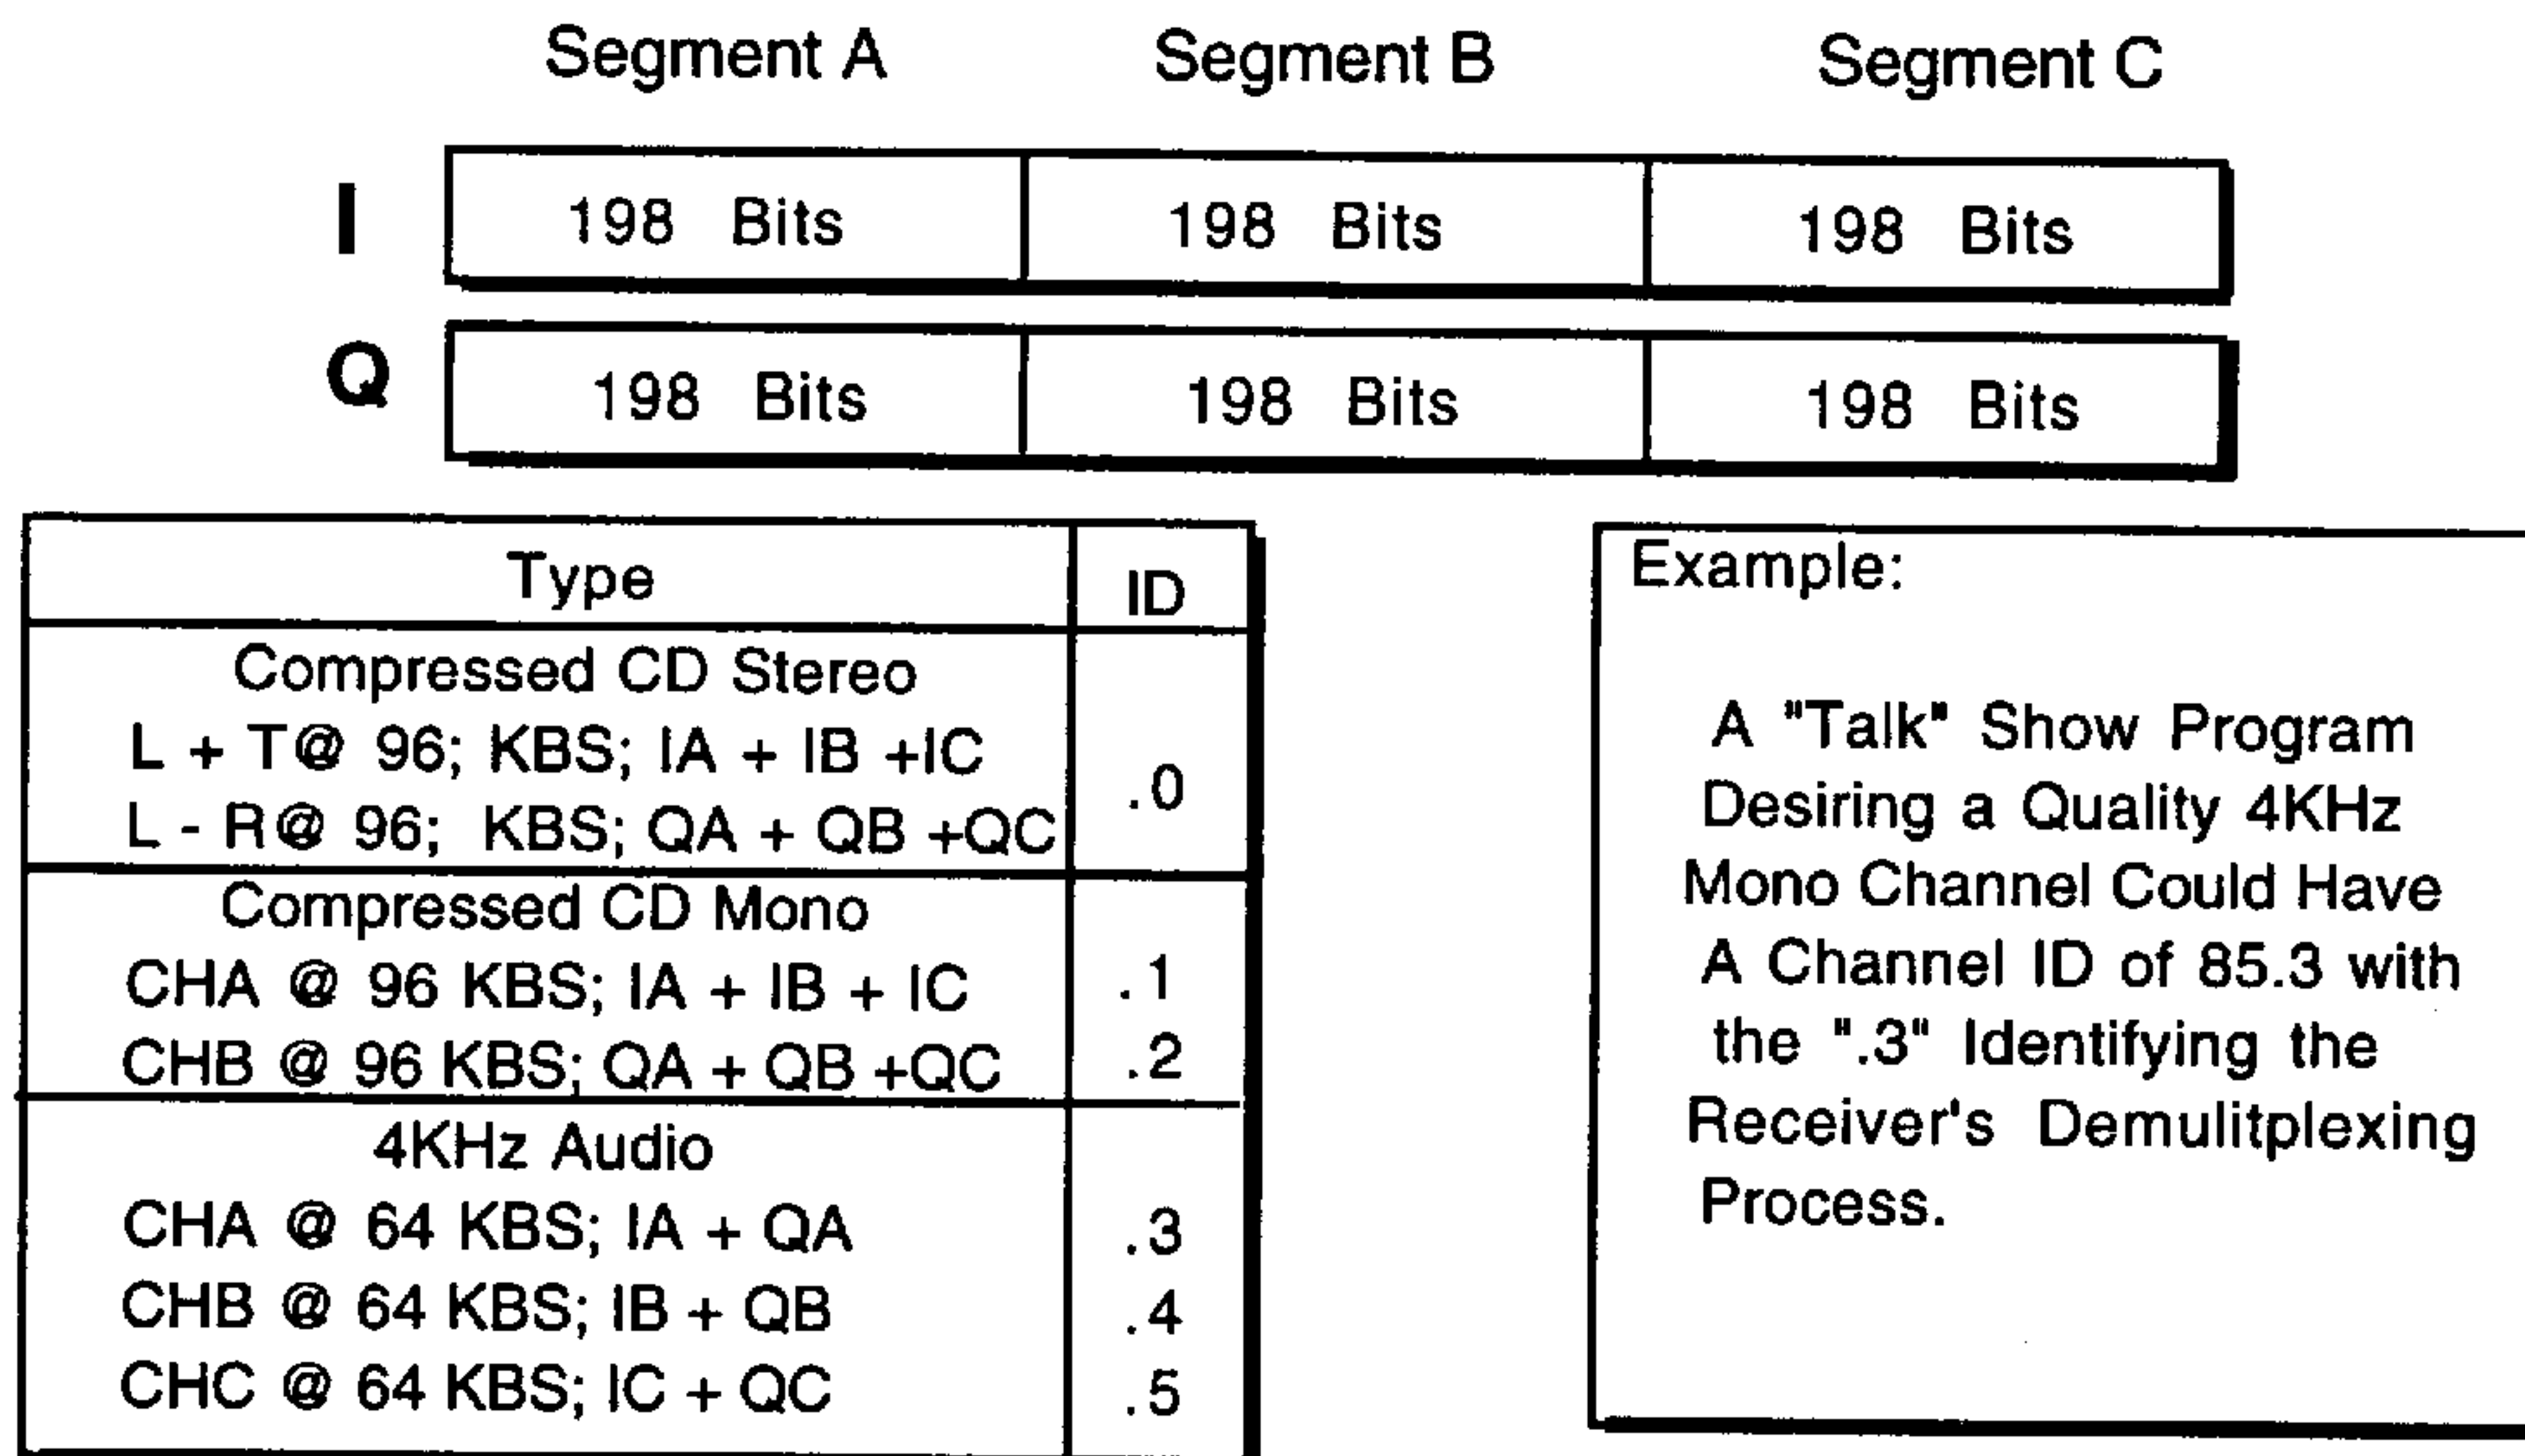 Segment A Segment B Segment C
I 198 Bits 198 Bits 198 Bits
Q 198 Bits 198 Bits 198 Bits
Type ID
Compressed CD Stereo
L + T@ 96; KBS; IA + IB +IC
.0
L - R@ 96; KBS; QA + QB +QC
Compressed CD Mono
CHA @ 96 KBS; IA + IB + IC .1
CHB @ 96 KBS; QA + QB +QC .2
4KHz Audio
CHA @ 64 KBS; IA + QA .3
CHB @ 64 KBS; IB + QB .4
CHC @ 64 KBS; IC + QC .5
Example:
A "Talk" Show Program
Desiring a Quality 4KHz
Mono Channel Could Have
A Channel ID of 85.3 with
the ".3" Identifying the
Receiver's Demulitplexing
Process.